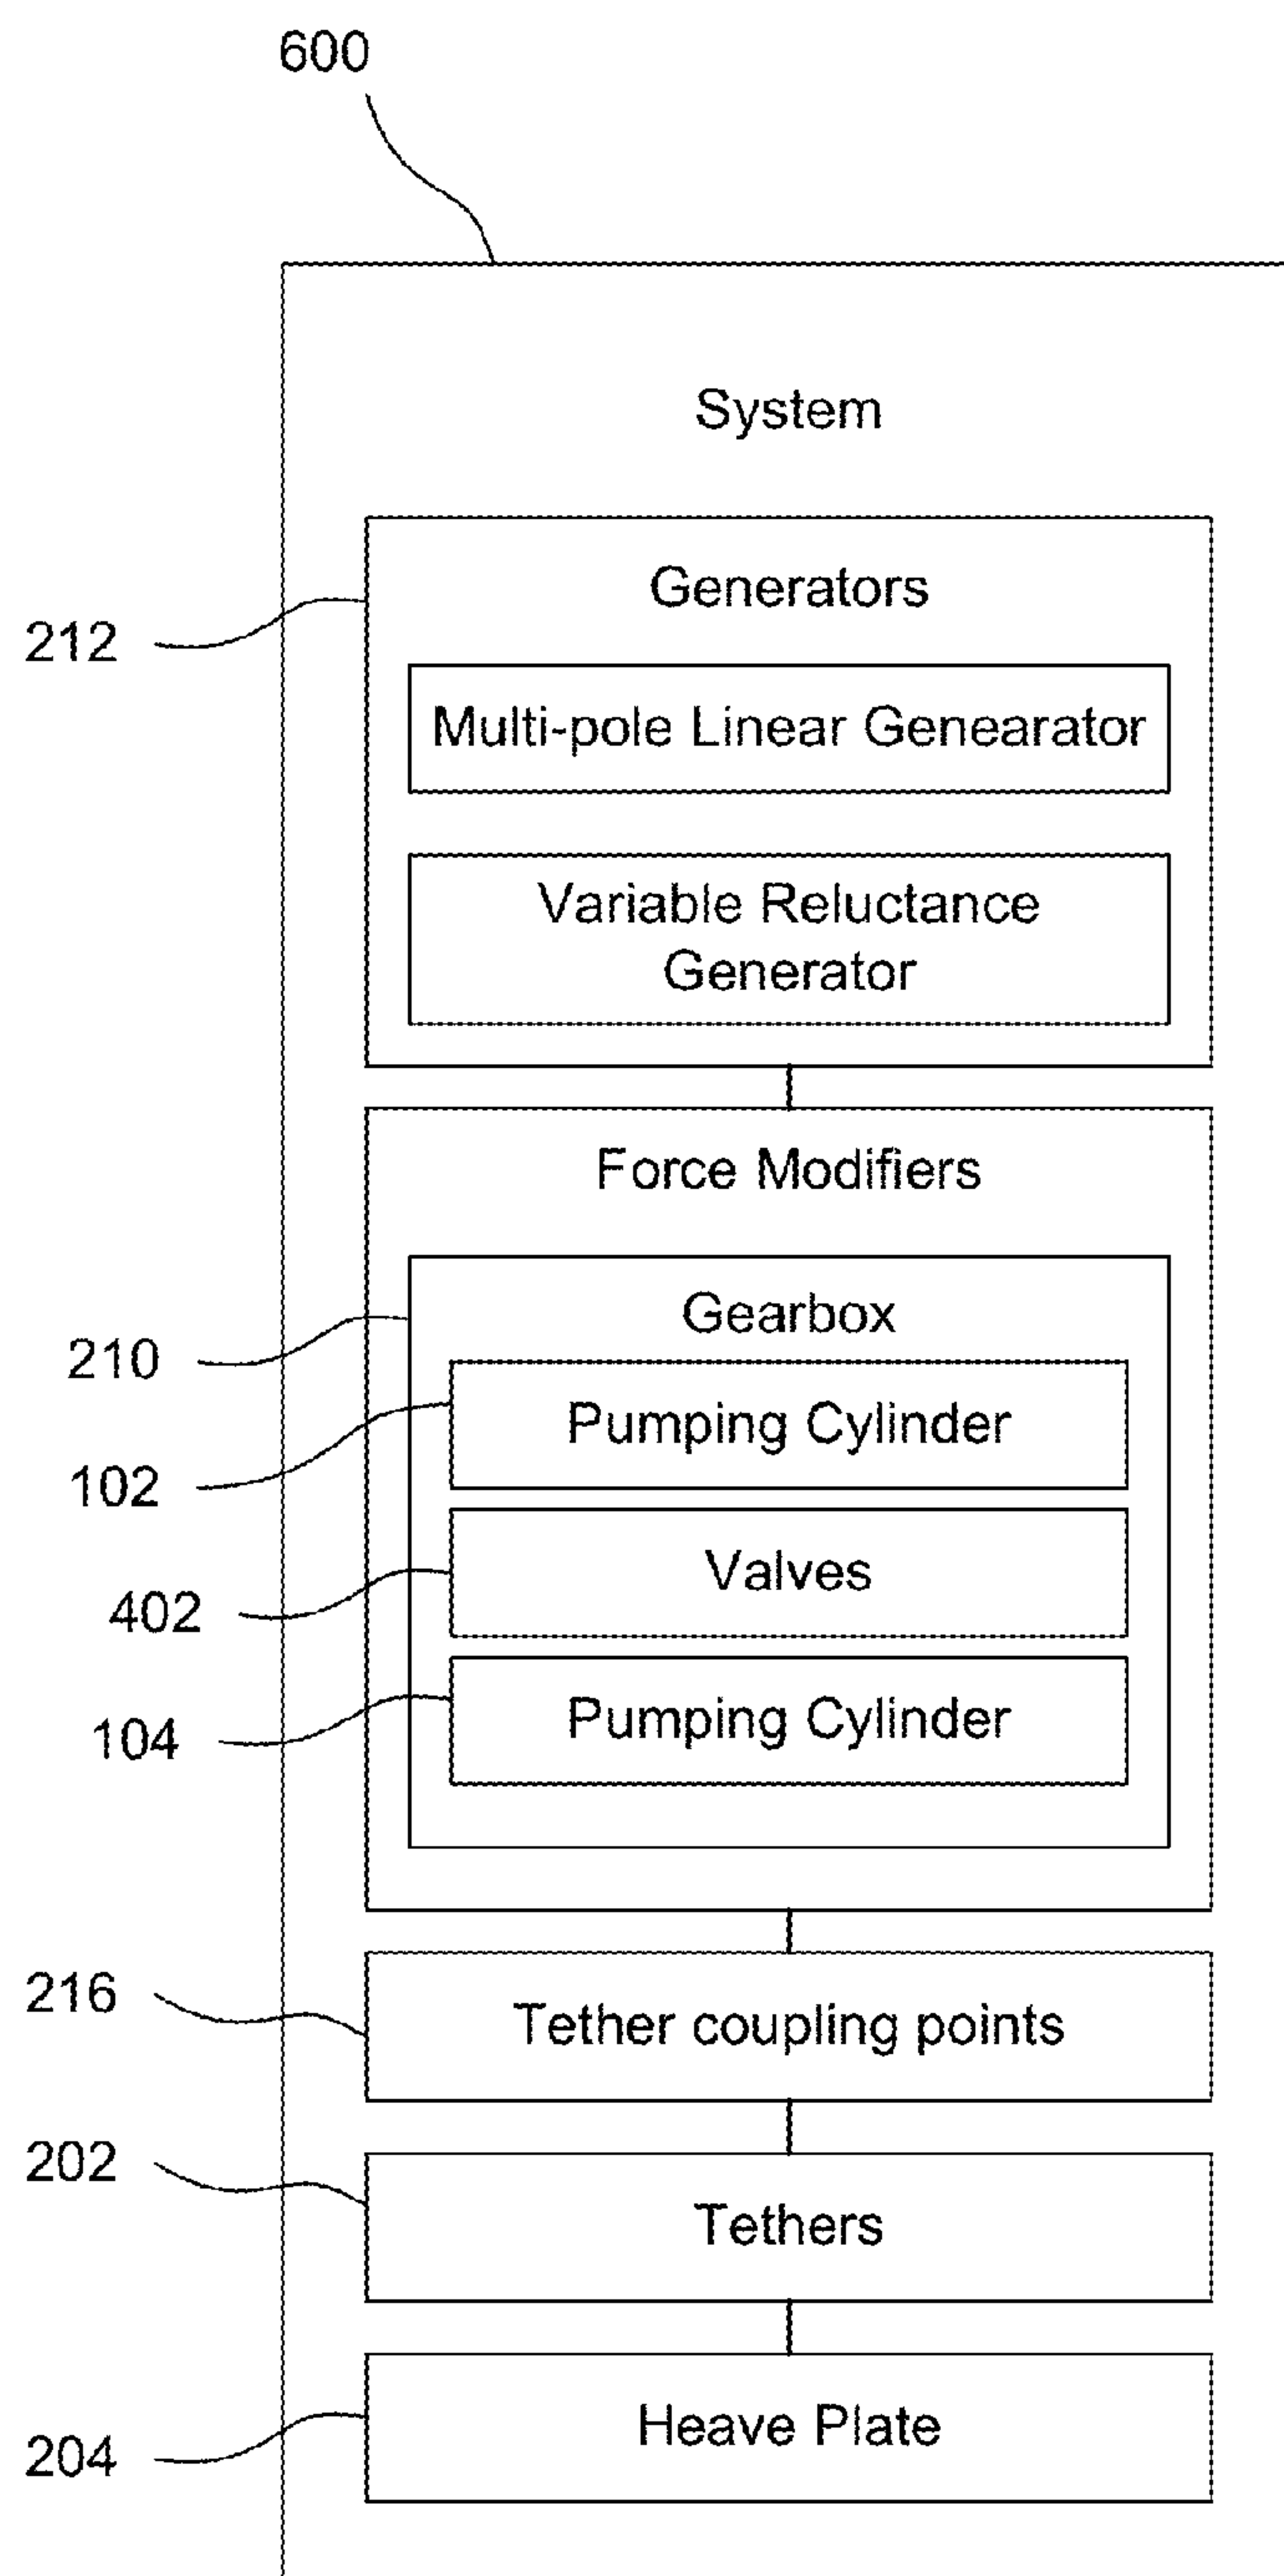 600
System
Generators
212
Multi-pole Linear Genearator
Variable Reluctance
Generator
Force Modifiers
Gearbox
210
Pumping Cylinder
102
Valves
402
Pumping Cylinder
104
216
Tether coupling points
202
Tethers
Heave Plate
204